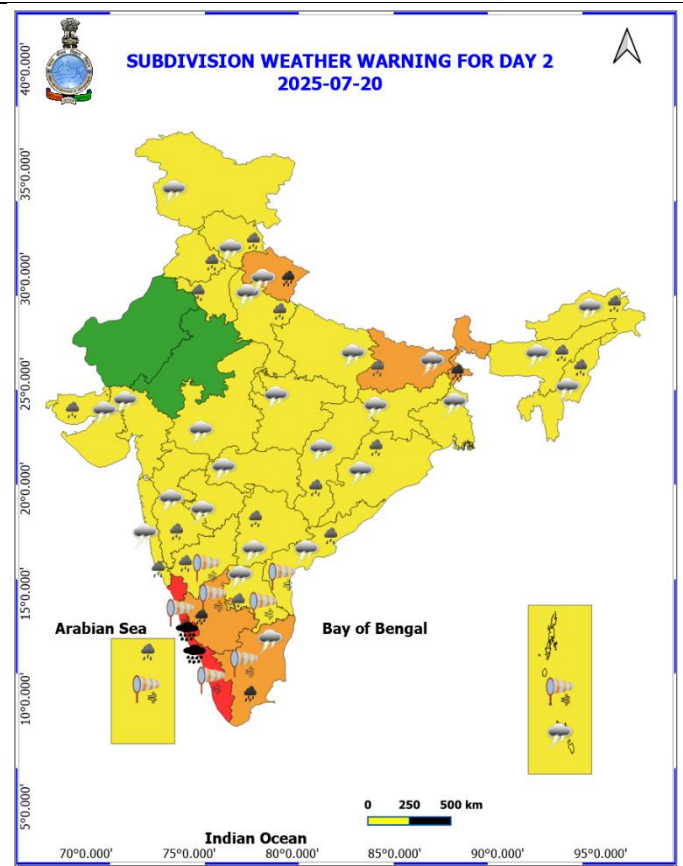 SUBDIVISION WEATHER WARNING FOR DAY 2
2025-07-20
40°0.000'
35°0.000'
30°0.000'
25°0.000'
20°0.000'
15°0.000'
10°0.000'
5°0.000'
Arabian Sea
Bay of Bengal
0 250 500 km
Indian Ocean
70°0.000' 75°0.000' 80°0.000' 85°0.000' 90°0.000' 95°0.000'